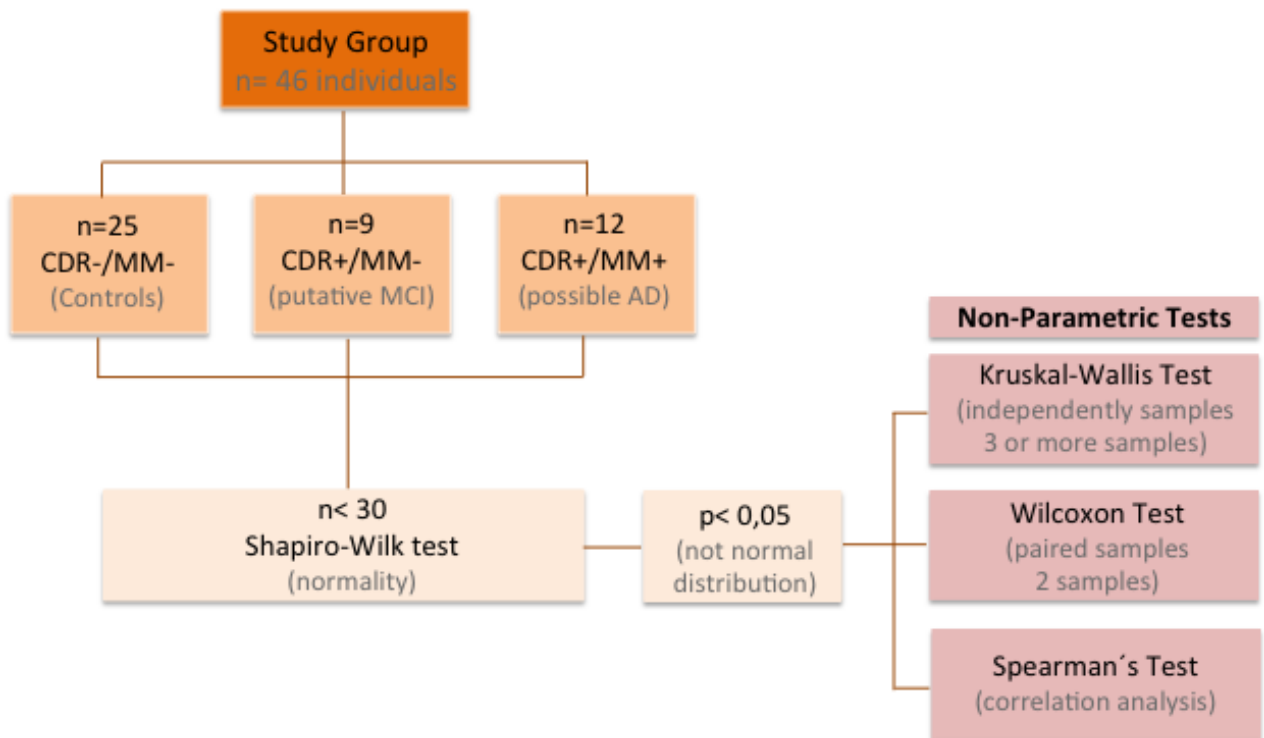 Study Group
n= 46 individuals
n=25
CDR-/MM-
(Controls)
n=9
CDR+/MM-
(putative MCI)
n=12
CDR+/MM+
(possible AD)
n< 30
Shapiro-Wilk test
(normality)
p< 0,05
(not normal
distribution)
Non-Parametric Tests
Kruskal-Wallis Test
(independently samples
3 or more samples)
Wilcoxon Test
(paired samples
2 samples)
Spearman´s Test
(correlation analysis)